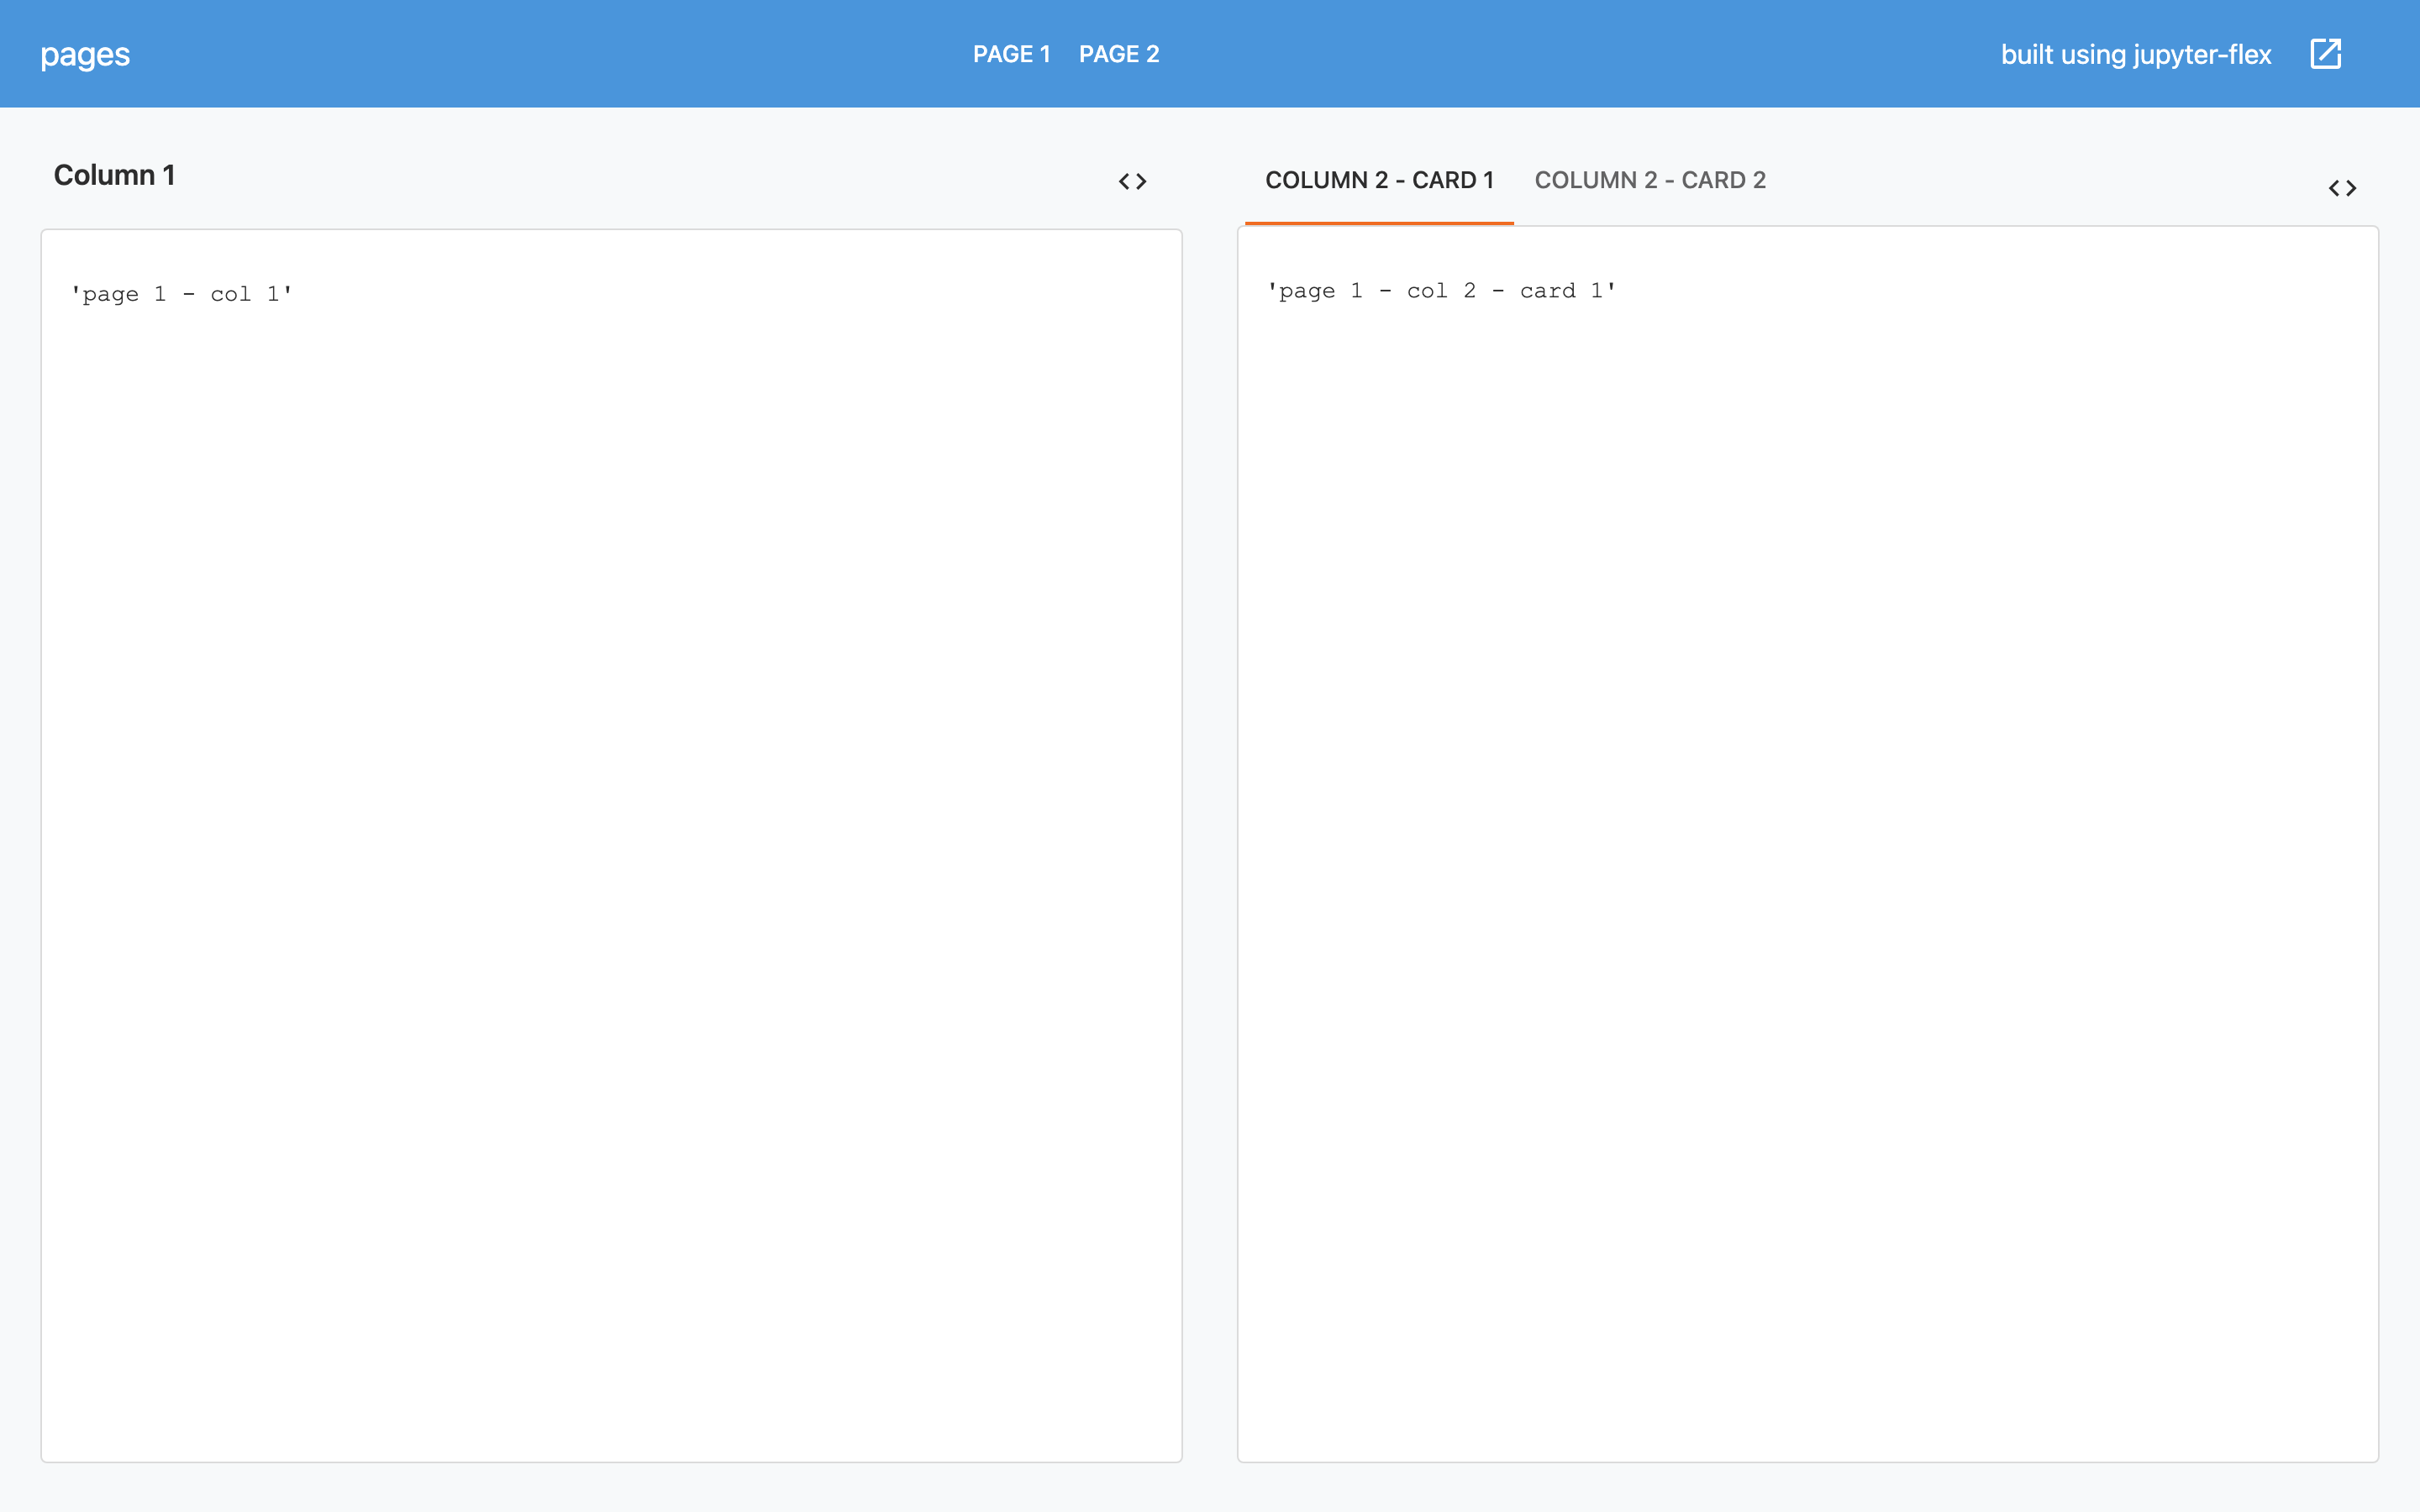 pages
PAGE 1 PAGE 2
built using jupyter-flex
Column 1
'page 1 - col 1'
COLUMN 2 - CARD 1 COLUMN 2 - CARD 2
'page 1 - col 2 - card 1'